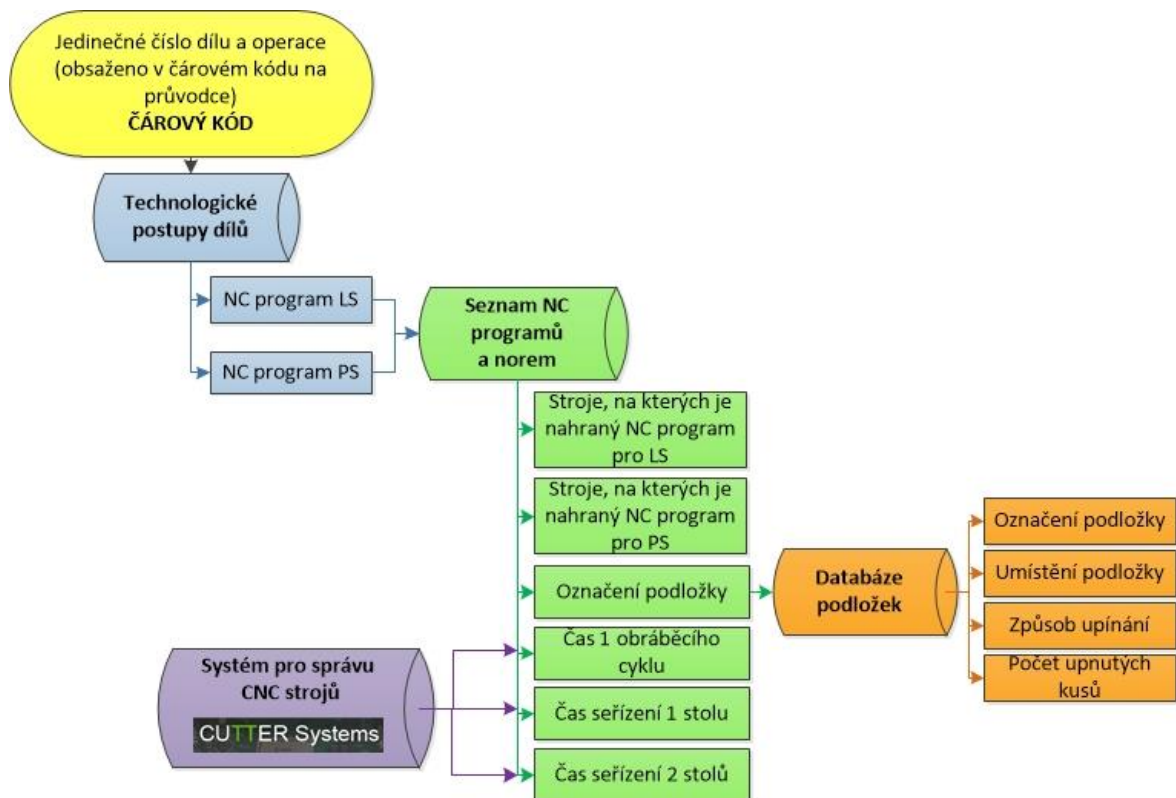 Jedinečné číslo dílu a operace
(obsaženo v čárovém kódu na
průvodce)
ČÁROVÝ KÓD
Technologické
postupy dílů
NC program LS
NC program PS
Seznam NC
programů
a norem
Stroje, na kterých je
nahraný NC program
pro LS
Stroje, na kterých je
nahraný NC program
pro PS
Označení podložky
Čas 1 obráběcího
cyklu
Čas seřízení 1 stolu
Čas seřízení 2 stolů
Systém pro správu
CNC strojů
CUTTER Systems
Databáze
podložek
Označení podložky
Umístění podložky
Způsob upínání
Počet upnutých
kusů